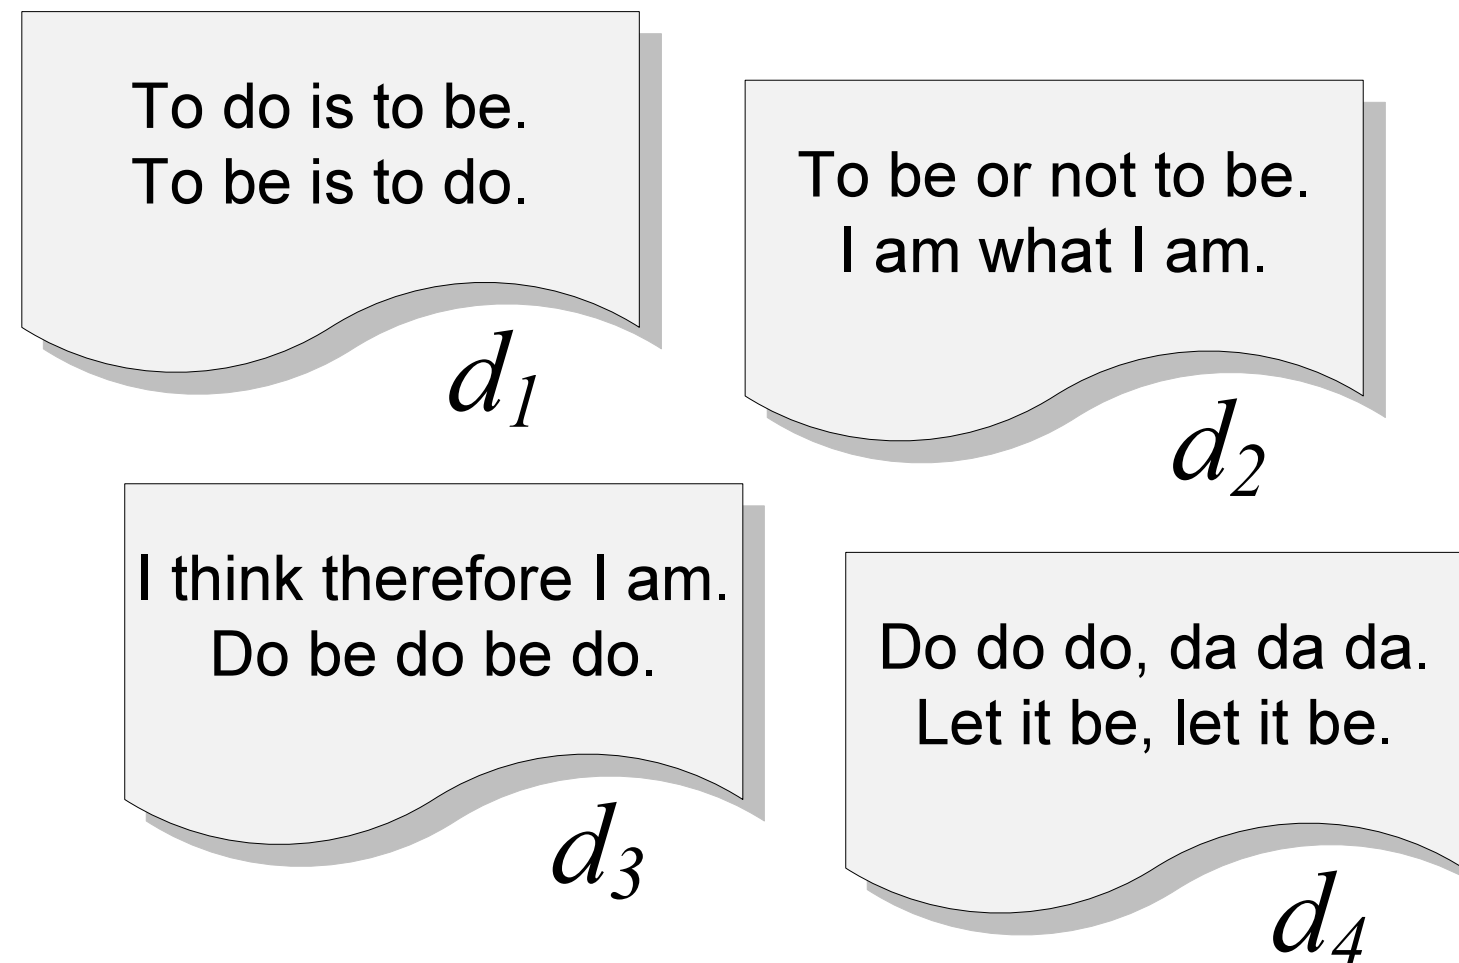 To do is to be.
To be is to do.
d1
To be or not to be.
I am what I am.
d2
I think therefore I am.
Do be do be do.
d3
Do do do, da da da.
Let it be, let it be.
d4